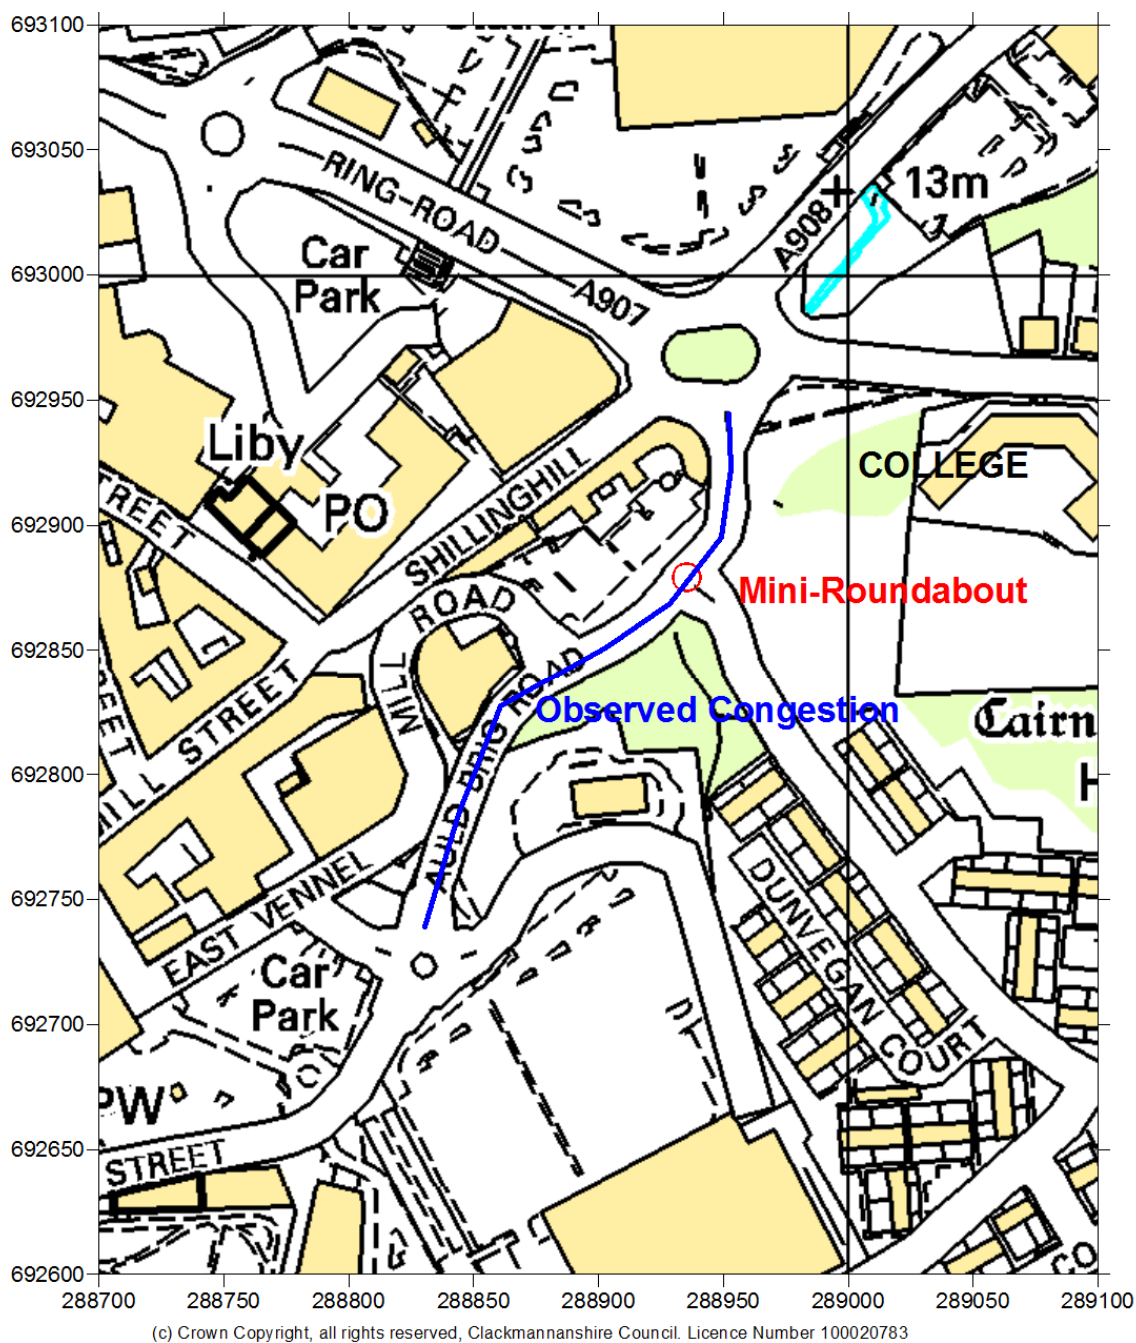 693100
693050
693000
692950
692900
692850
692800
692750
692700
692650
692600
RING-ROAD
A907
A908
13m
Car
Park
Liby
PO
COLLEGE
SHILLINGHILL
ROAD
MILL
Mini-Roundabout
AULD BRIG ROAD
Observed Congestion
Cairn
H
STREET
EAST VENNEL
DUNVEGAN COURT
Car
Park
PW
STREET
CO
288700 288750 288800 288850 288900 288950 289000 289050 289100
(c) Crown Copyright, all rights reserved, Clackmannanshire Council. Licence Number 100020783